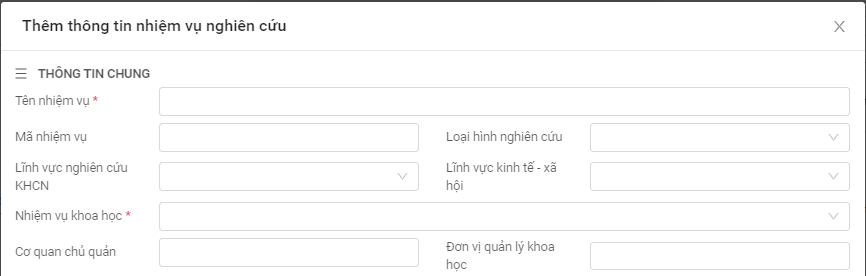 Thêm thông tin nhiệm vụ nghiên cứu
THÔNG TIN CHUNG
Tên nhiệm vụ *
Mã nhiệm vụ
Loại hình nghiên cứu
Lĩnh vực nghiên cứu
KHCN
Lĩnh vực kinh tế - xã
hội
Nhiệm vụ khoa học *
Cơ quan chủ quản
Đơn vị quản lý khoa
học